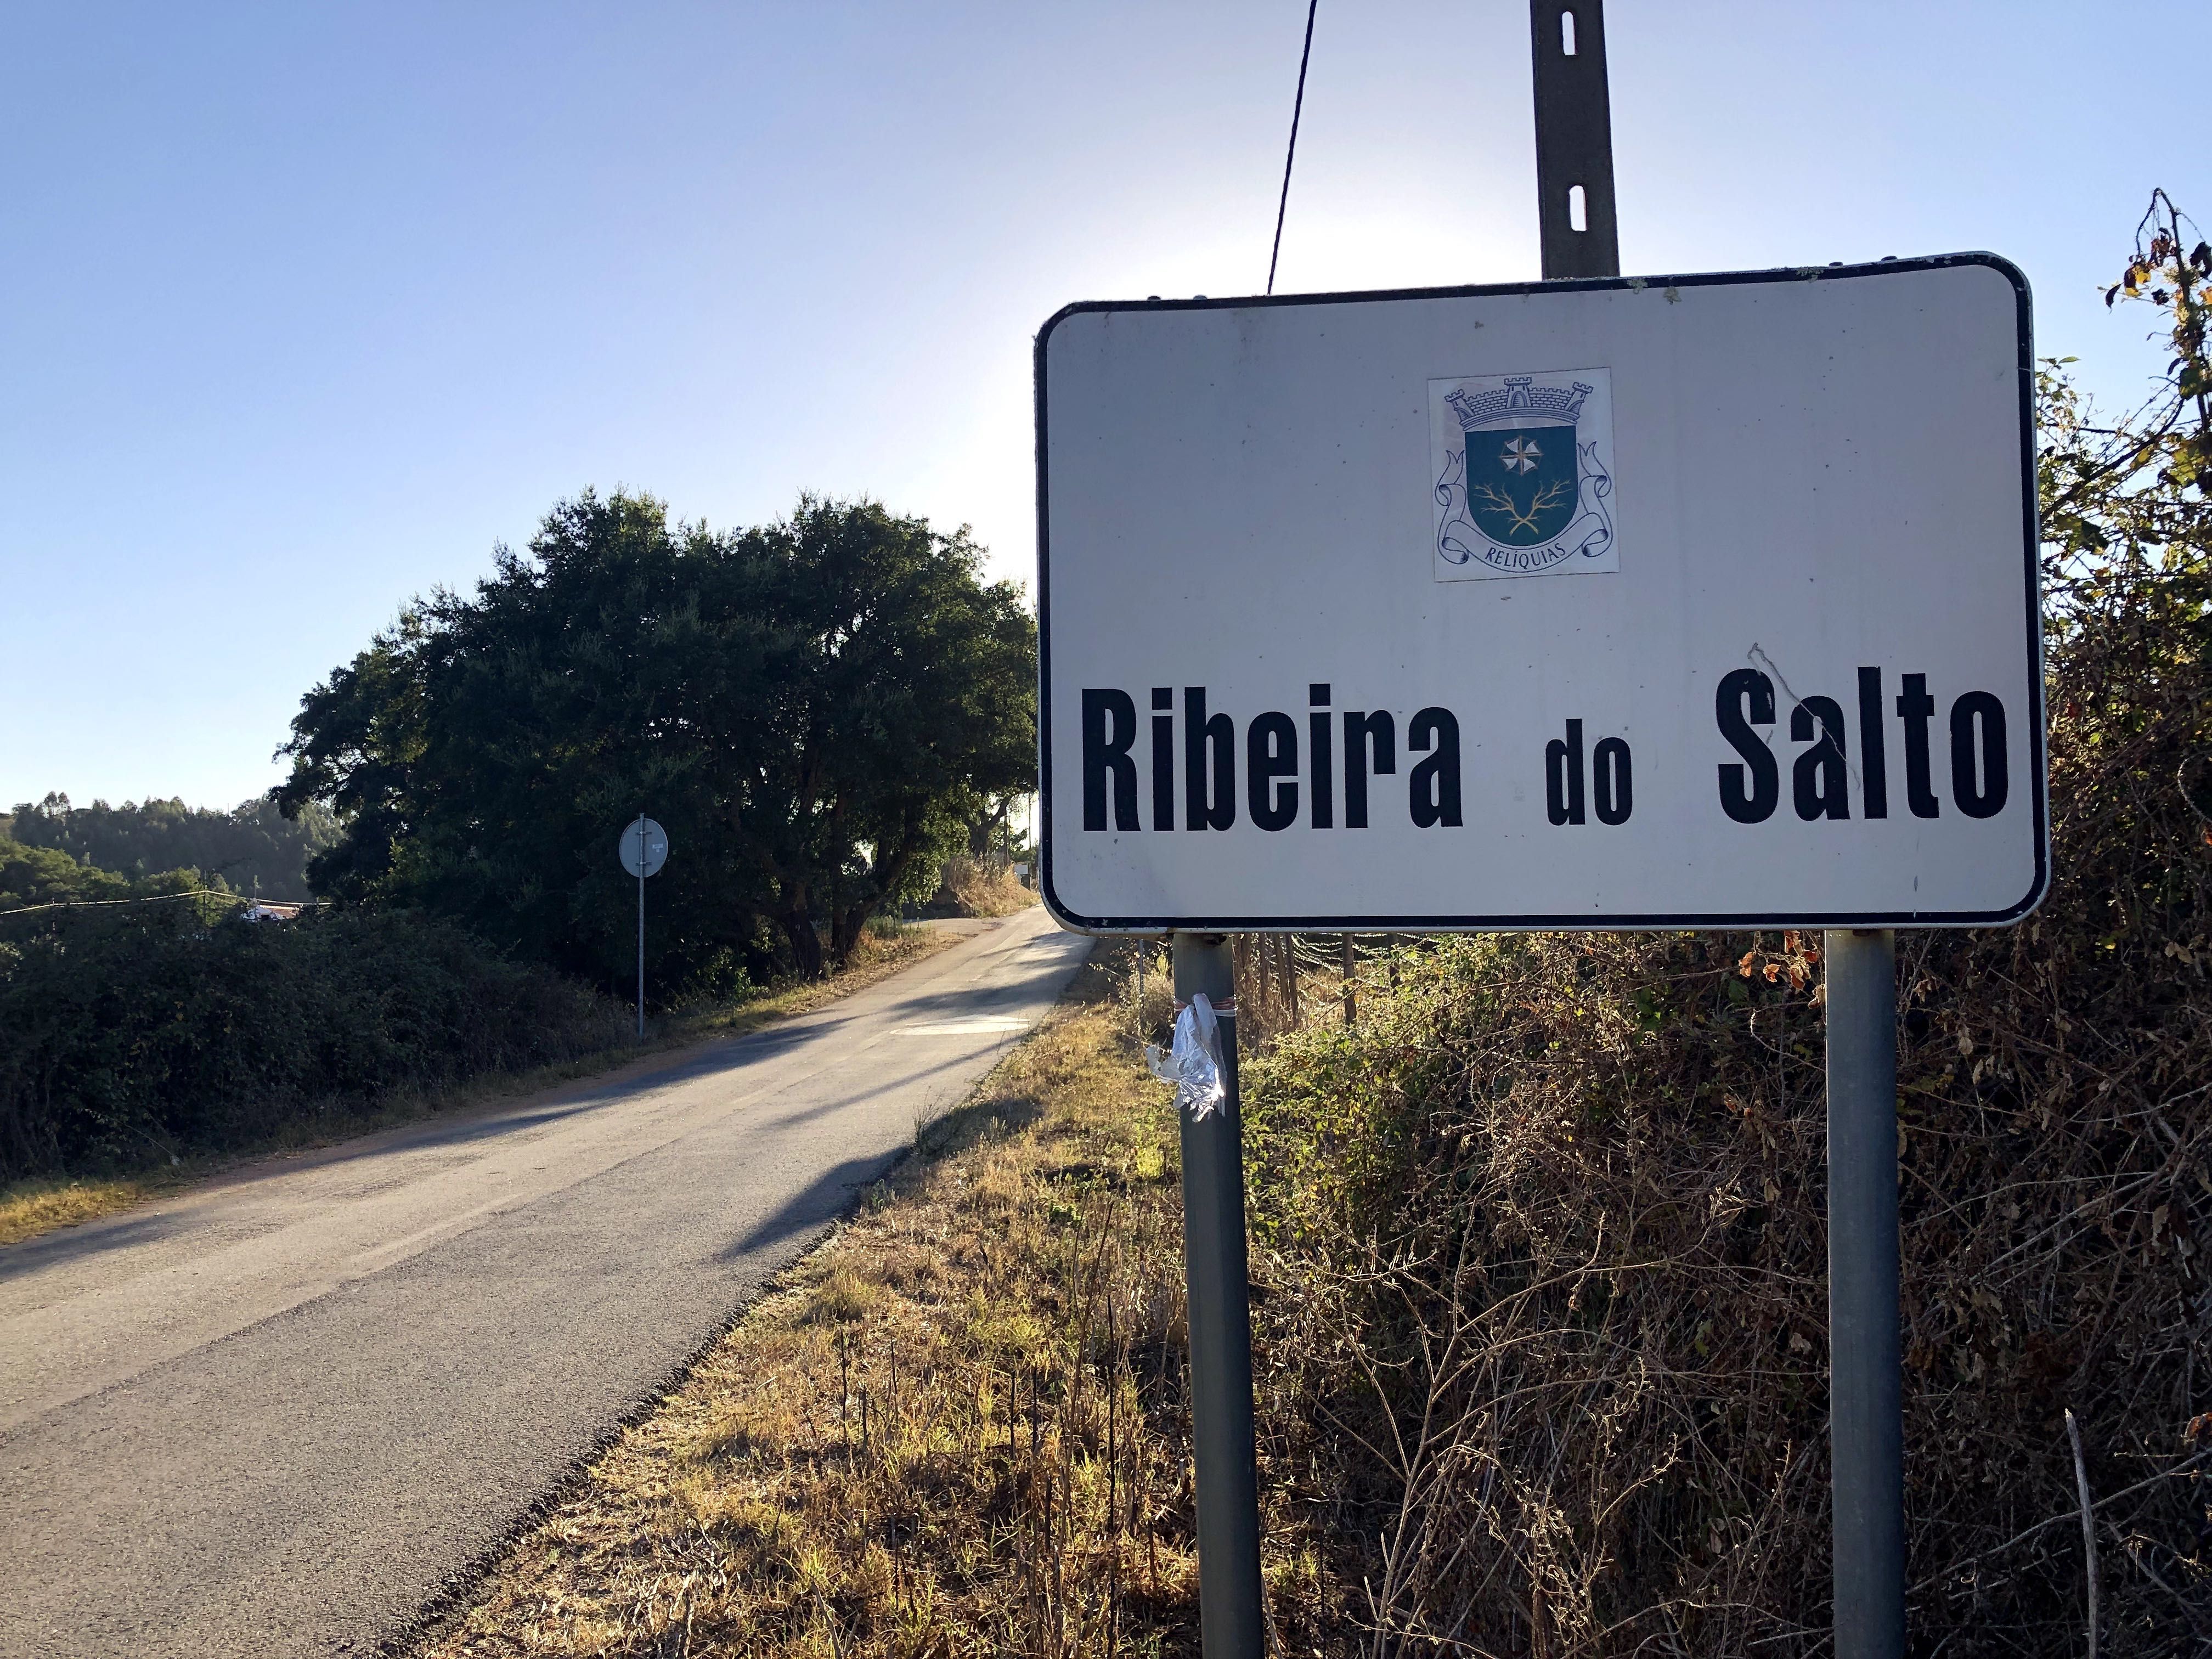 RELÍQUIAS
Ribeira do Salto